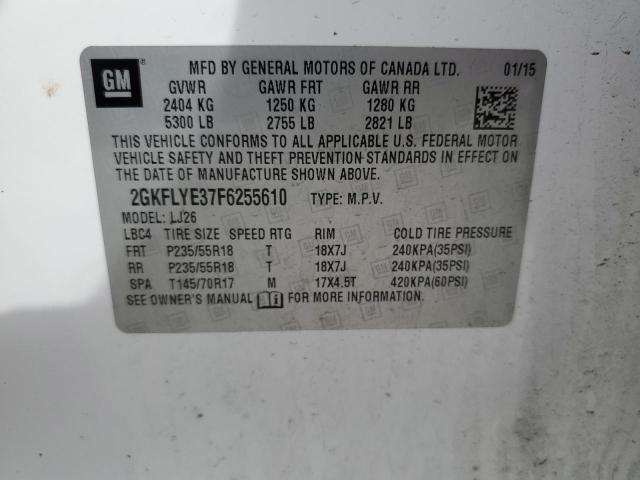 GM
MFD BY GENERAL MOTORS OF CANADA LTD. 01/15
GVWR GAWR FRT GAWR RR
2404 KG 1250 KG 1280 KG
5300 LB 2755 LB 2821 LB
THIS VEHICLE CONFORMS TO ALL APPLICABLE U.S. FEDERAL MOTOR
VEHICLE SAFETY AND THEFT PREVENTION STANDARDS IN EFFECT ON
THE DATE OF MANUFACTURE SHOWN ABOVE.
2GKFLYE37F6255610 TYPE: M.P.V.
MODEL: LJ26
LBC4 TIRE SIZE SPEED RTG RIM COLD TIRE PRESSURE
FRT P235/55R18 T 18X7J 240KPA(35PSI)
RR P235/55R18 T 18X7J 240KPA(35PSI)
SPA T145/70R17 M 17X4.5T 420KPA(60PSI)
SEE OWNER'S MANUAL FOR MORE INFORMATION.